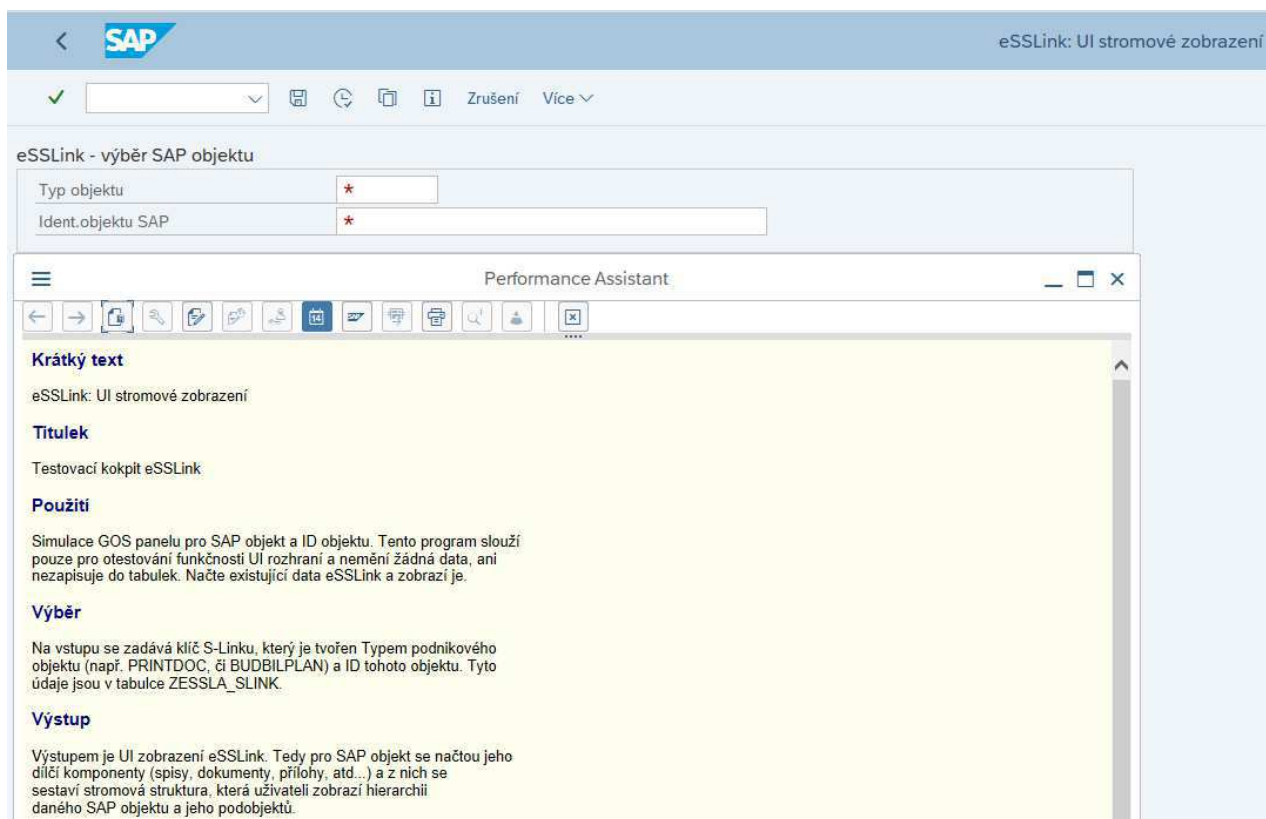 SAP
eSSLink: UI stromové zobrazení
Zrušení Více
eSSLink - výběr SAP objektu
Typ objektu *
Ident.objektu SAP *
Performance Assistant
14
Krátký text
eSSLink: UI stromové zobrazení
Titulek
Testovací kokpit eSSLink
Použití
Simulace GOS panelu pro SAP objekt a ID objektu. Tento program slouží
pouze pro otestování funkčnosti UI rozhraní a nemění žádná data, ani
nezapisuje do tabulek. Načte existující data eSSLink a zobrazí je.
Výběr
Na vstupu se zadává klíč S-Linku, který je tvořen Typem podnikového
objektu (např. PRINTDOC, či BUDBILPLAN) a ID tohoto objektu. Tyto
údaje jsou v tabulce ZESSLA_SLINK.
Výstup
Výstupem je UI zobrazení eSSLink. Tedy pro SAP objekt se načtou jeho
dílčí komponenty (spisy, dokumenty, přílohy, atd...) a z nich se
sestaví stromová struktura, která uživateli zobrazí hierarchii
daného SAP objektu a jeho podobjektů.